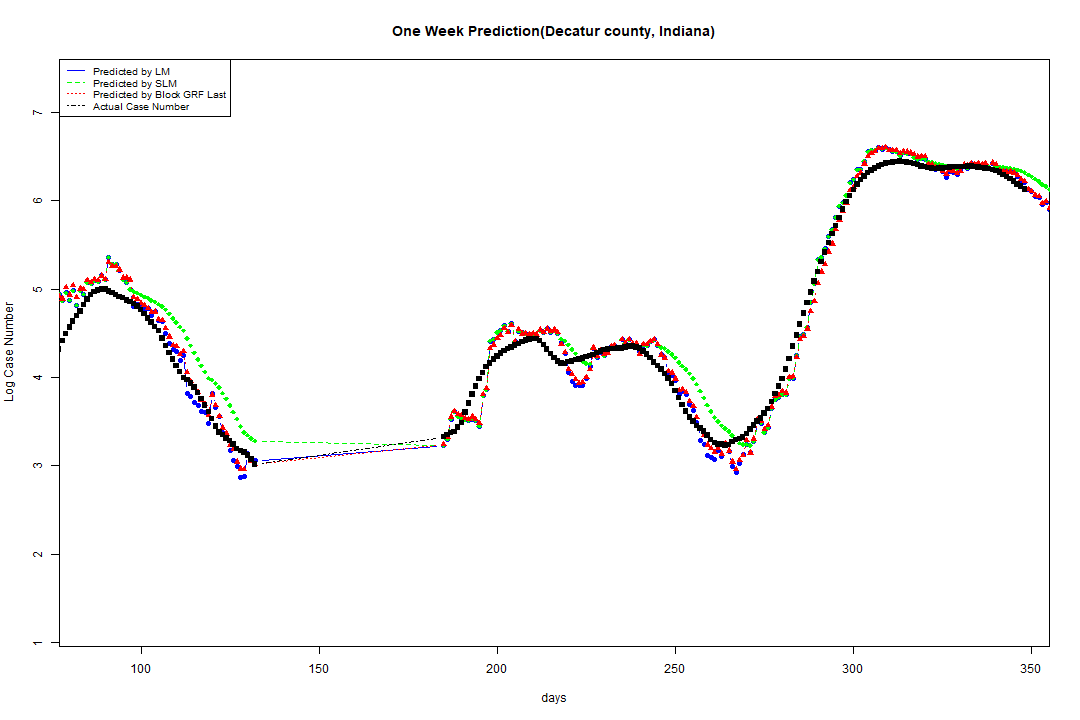 One Week Prediction(Decatur county, Indiana)
Predicted by LM
Predicted by SLM
Predicted by Block GRF Last
Actual Case Number
7
6
5
4
3
2
1
Log Case Number
100 150 200 250 300 350
days